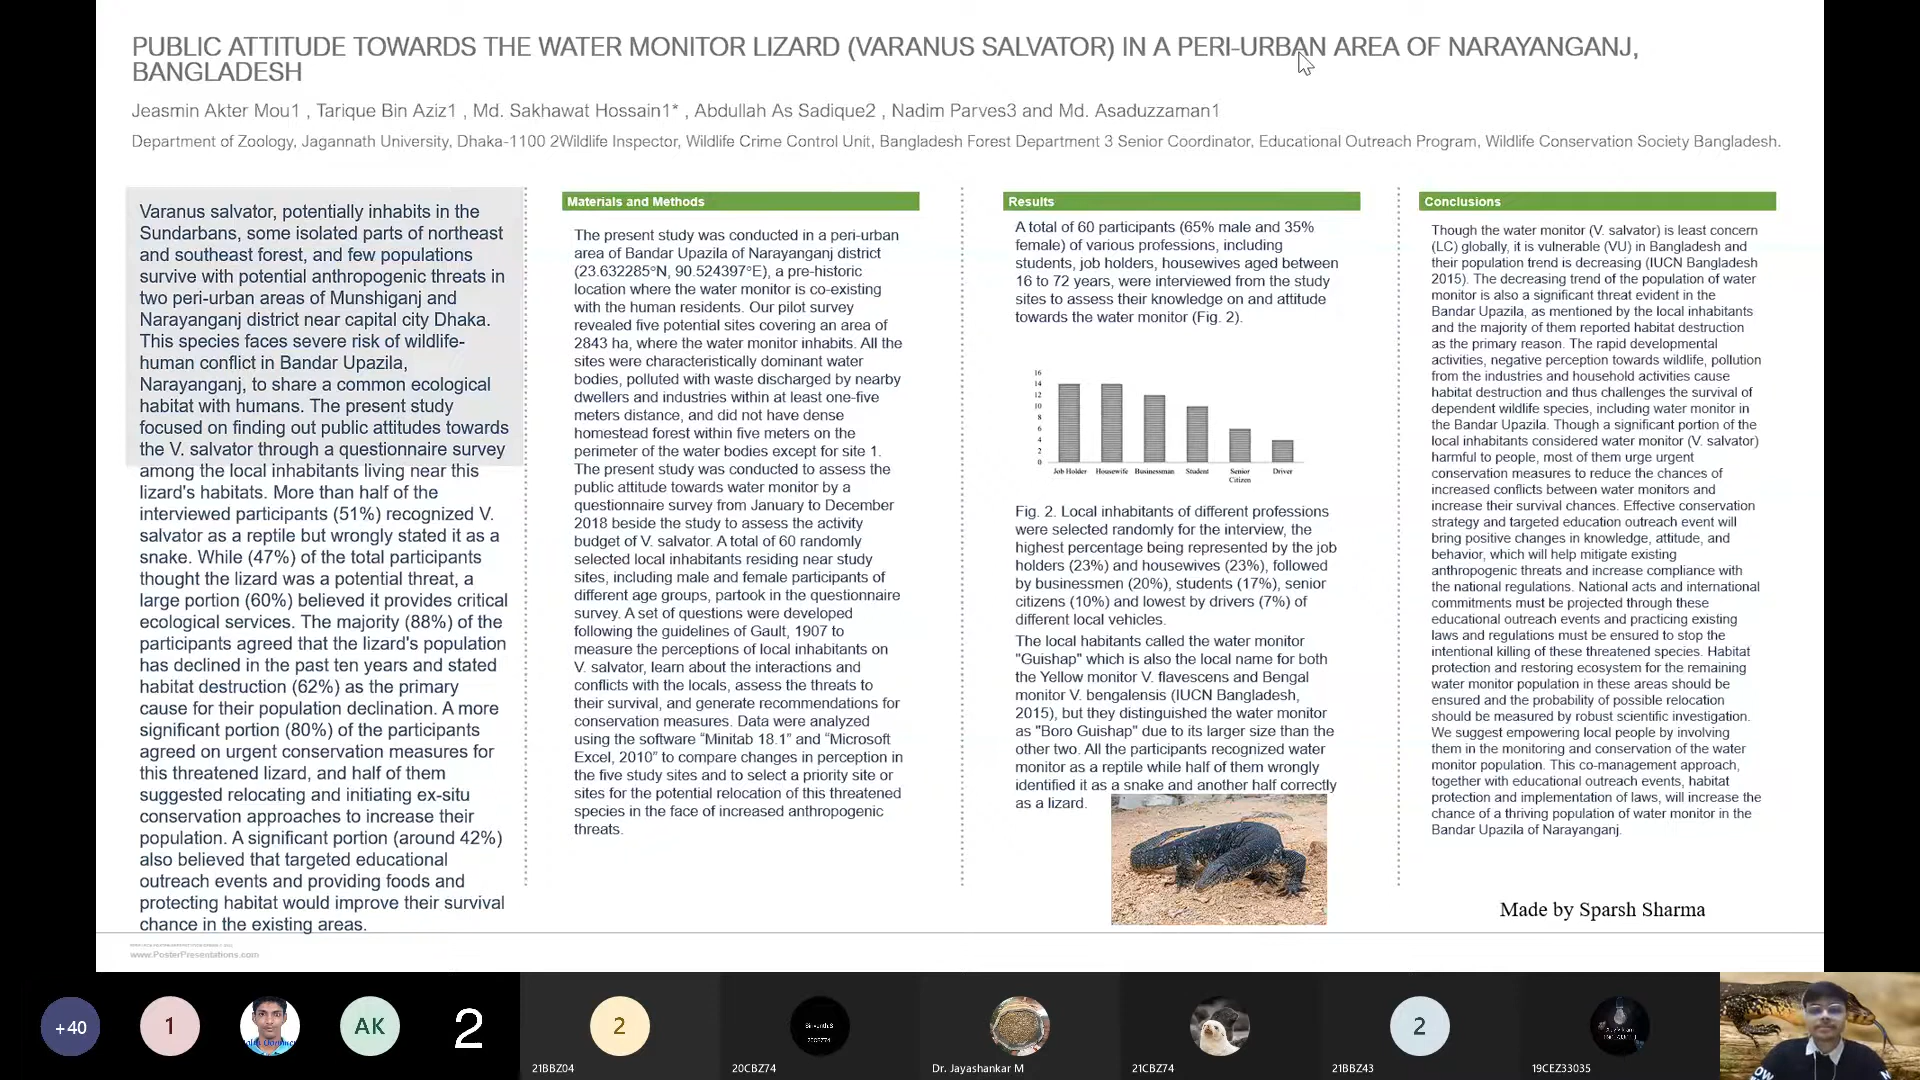 PUBLIC ATTITUDE TOWARDS THE WATER MONITOR LIZARD (VARANUS SALVATOR) IN A PERI-URBAN AREA OF NARAYANGANJ,
BANGLADESH
Jeasmin Akter Mou1 , Tarique Bin Aziz1 , Md. Sakhawat Hossain1* , Abdullah As Sadique2 , Nadim Parves3 and Md. Asaduzzaman1
Department of Zoology, Jagannath University, Dhaka-1100 2Wildlife Inspector, Wildlife Crime Control Unit, Bangladesh Forest Department 3 Senior Coordinator, Educational Outreach Program, Wildlife Conservation Society Bangladesh.
Varanus salvator, potentially inhabits in the
Sundarbans, some isolated parts of northeast
and southeast forest, and few populations
survive with potential anthropogenic threats in
two peri-urban areas of Munshiganj and
Narayanganj district near capital city Dhaka.
This species faces severe risk of wildlife-
human conflict in Bandar Upazila,
Narayanganj, to share a common ecological
habitat with humans. The present study
focused on finding out public attitudes towards
the V. salvator through a questionnaire survey
among the local inhabitants living near this
lizard's habitats. More than half of the
interviewed participants (51%) recognized V.
salvator as a reptile but wrongly stated it as a
snake. While (47%) of the total participants
thought the lizard was a potential threat, a
large portion (60%) believed it provides critical
ecological services. The majority (88%) of the
participants agreed that the lizard's population
has declined in the past ten years and stated
habitat destruction (62%) as the primary
cause for their population declination. A more
significant portion (80%) of the participants
agreed on urgent conservation measures for
this threatened lizard, and half of them
suggested relocating and initiating ex-situ
conservation approaches to increase their
population. A significant portion (around 42%)
also believed that targeted educational
outreach events and providing foods and
protecting habitat would improve their survival
chance in the existing areas.
Materials and Methods
The present study was conducted in a peri-urban
area of Bandar Upazila of Narayanganj district
(23.632285°N, 90.524397°E), a pre-historic
location where the water monitor is co-existing
with the human residents. Our pilot survey
revealed five potential sites covering an area of
2843 ha, where the water monitor inhabits. All the
sites were characteristically dominant water
bodies, polluted with waste discharged by nearby
dwellers and industries within at least one-five
meters distance, and did not have dense
homestead forest within five meters on the
perimeter of the water bodies except for site 1.
The present study was conducted to assess the
public attitude towards water monitor by a
questionnaire survey from January to December
2018 beside the study to assess the activity
budget of V. salvator. A total of 60 randomly
selected local inhabitants residing near study
sites, including male and female participants of
different age groups, partook in the questionnaire
survey. A set of questions were developed
following the guidelines of Gault, 1907 to
measure the perceptions of local inhabitants on
V. salvator, learn about the interactions and
conflicts with the locals, assess the threats to
their survival, and generate recommendations for
conservation measures. Data were analyzed
using the software “Minitab 18.1” and “Microsoft
Excel, 2010” to compare changes in perception in
the five study sites and to select a priority site or
sites for the potential relocation of this threatened
species in the face of increased anthropogenic
threats.
Results
A total of 60 participants (65% male and 35%
female) of various professions, including
students, job holders, housewives aged between
16 to 72 years, were interviewed from the study
sites to assess their knowledge on and attitude
towards the water monitor (Fig. 2).
16
14
12
10
8
6
4
2
0
Job Holder Housewife Businessman Student Senior Citizen Driver
Fig. 2. Local inhabitants of different professions
were selected randomly for the interview, the
highest percentage being represented by the job
holders (23%) and housewives (23%), followed
by businessmen (20%), students (17%), senior
citizens (10%) and lowest by drivers (7%) of
different local vehicles.
The local habitants called the water monitor
"Guishap" which is also the local name for both
the Yellow monitor V. flavescens and Bengal
monitor V. bengalensis (IUCN Bangladesh,
2015), but they distinguished the water monitor
as "Boro Guishap" due to its larger size than the
other two. All the participants recognized water
monitor as a reptile while half of them wrongly
identified it as a snake and another half correctly
as a lizard.
Conclusions
Though the water monitor (V. salvator) is least concern
(LC) globally, it is vulnerable (VU) in Bangladesh and
their population trend is decreasing (IUCN Bangladesh
2015). The decreasing trend of the population of water
monitor is also a significant threat evident in the
Bandar Upazila, as mentioned by the local inhabitants
and the majority of them reported habitat destruction
as the primary reason. The rapid developmental
activities, negative perception towards wildlife, pollution
from the industries and household activities cause
habitat destruction and thus challenges the survival of
dependent wildlife species, including water monitor in
the Bandar Upazila. Though a significant portion of the
local inhabitants considered water monitor (V. salvator)
harmful to people, most of them urge urgent
conservation measures to reduce the chances of
increased conflicts between water monitors and
increase their survival chances. Effective conservation
strategy and targeted education outreach event will
bring positive changes in knowledge, attitude, and
behavior, which will help mitigate existing
anthropogenic threats and increase compliance with
the national regulations. National acts and international
commitments must be projected through these
educational outreach events and practicing existing
laws and regulations must be ensured to stop the
intentional killing of these threatened species. Habitat
protection and restoring ecosystem for the remaining
water monitor population in these areas should be
ensured and the probability of possible relocation
should be measured by robust scientific investigation.
We suggest empowering local people by involving
them in the monitoring and conservation of the water
monitor population. This co-management approach,
together with educational outreach events, habitat
protection and implementation of laws, will increase the
chance of a thriving population of water monitor in the
Bandar Upazila of Narayanganj.
Made by Sparsh Sharma
www.PosterPresentations.com
+40
1
AK
2
2
21BBZ04
20CBZ74
Dr. Jayashankar M
21CBZ74
2
21BBZ43
19CEZ33035